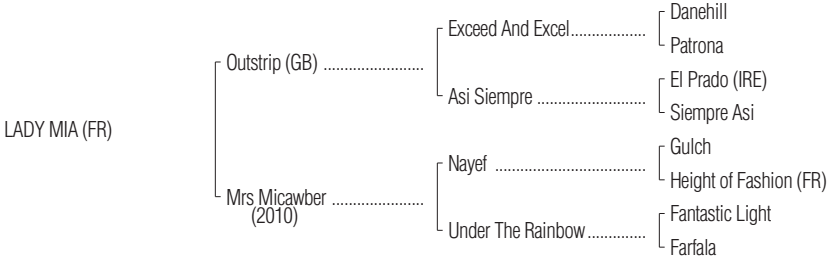 Danehill
Exceed And Excel...................
Patrona
Outstrip (GB) .........................
El Prado (IRE)
Asi Siempre ...........................
Siempre Asi
LADY MIA (FR)
Gulch
Nayef ......................................
Height of Fashion (FR)
Mrs Micawber .......................
(2010)
Fantastic Light
Under The Rainbow...............
Farfala